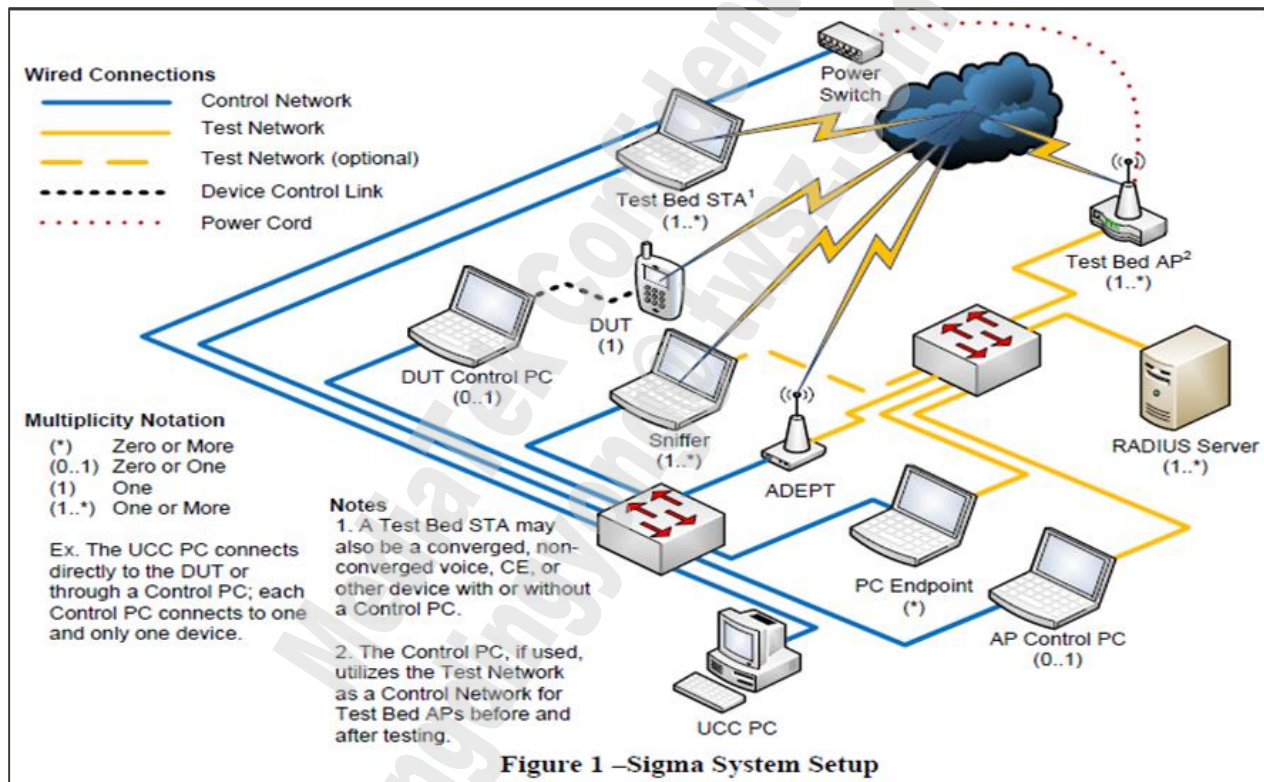 Wired Connections
Control Network
Test Network
Test Network (optional)
Device Control Link
Power Cord
Power
Switch
Test Bed STA1
(1..*)
Test Bed AP2
(1..*)
DUT
(1)
DUT Control PC
(0..1)
Sniffer
(1..*)
ADEPT
RADIUS Server
(1..*)
PC Endpoint
(*)
AP Control PC
(0..1)
UCC PC
Multiplicity Notation
(*) Zero or More
(0..1) Zero or One
(1) One
(1..*) One or More
Ex. The UCC PC connects
directly to the DUT or
through a Control PC; each
Control PC connects to one
and only one device.
Notes
1. A Test Bed STA may
also be a converged, non-
converged voice, CE, or
other device with or without
a Control PC.
2. The Control PC, if used,
utilizes the Test Network
as a Control Network for
Test Bed APs before and
after testing.
Figure 1 –Sigma System Setup
MediaTek